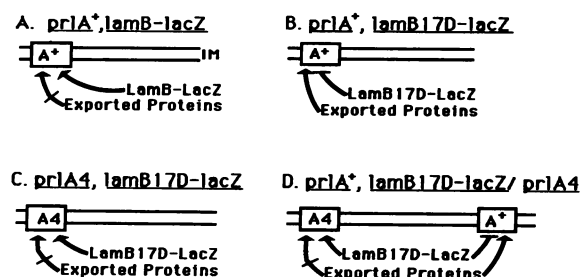 A. prlA⁺, lamB-lacZ
A⁺
IM
LamB-LacZ
Exported Proteins
B. prlA⁺, lamB17D-lacZ
A⁺
LamB17D-LacZ
Exported Proteins
C. prlA4, lamB17D-lacZ
A4
LamB17D-LacZ
Exported Proteins
D. prlA⁺, lamB17D-lacZ/ prlA4
A4
A⁺
LamB17D-LacZ
Exported Proteins